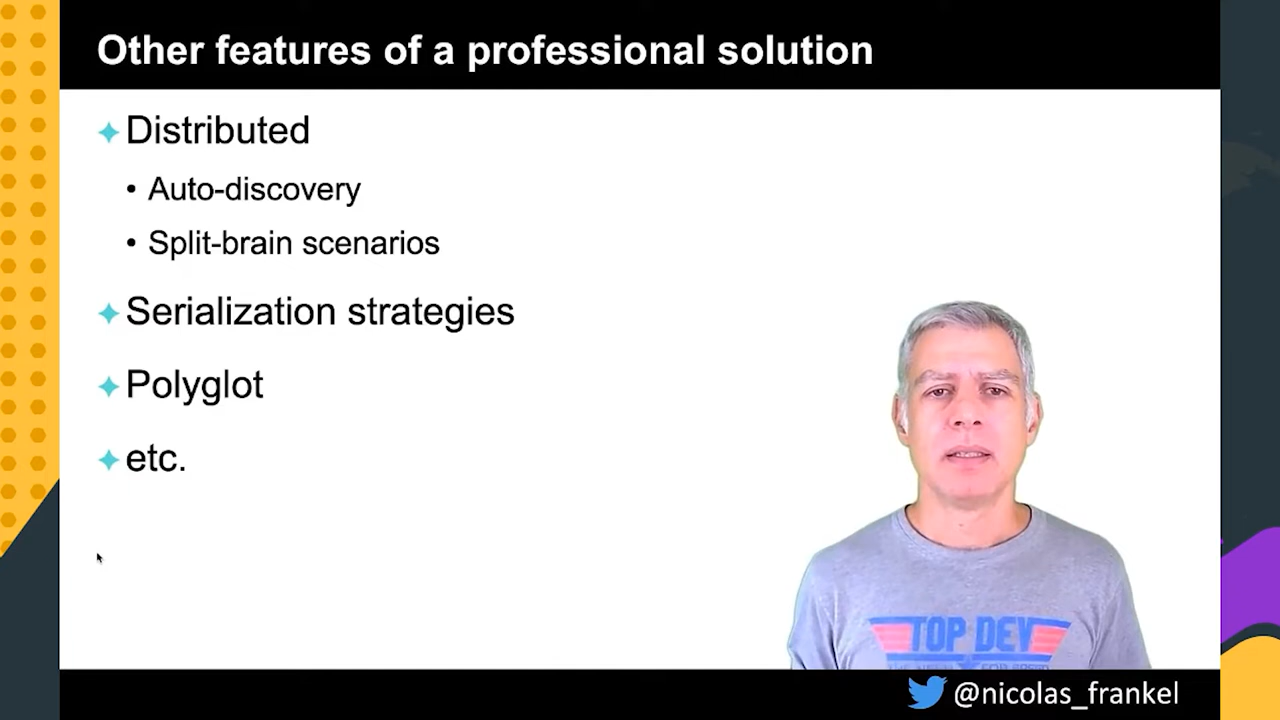 Other features of a professional solution
Distributed
Auto-discovery
Split-brain scenarios
Serialization strategies
Polyglot
etc.
TOP DEV
@nicolas_frankel